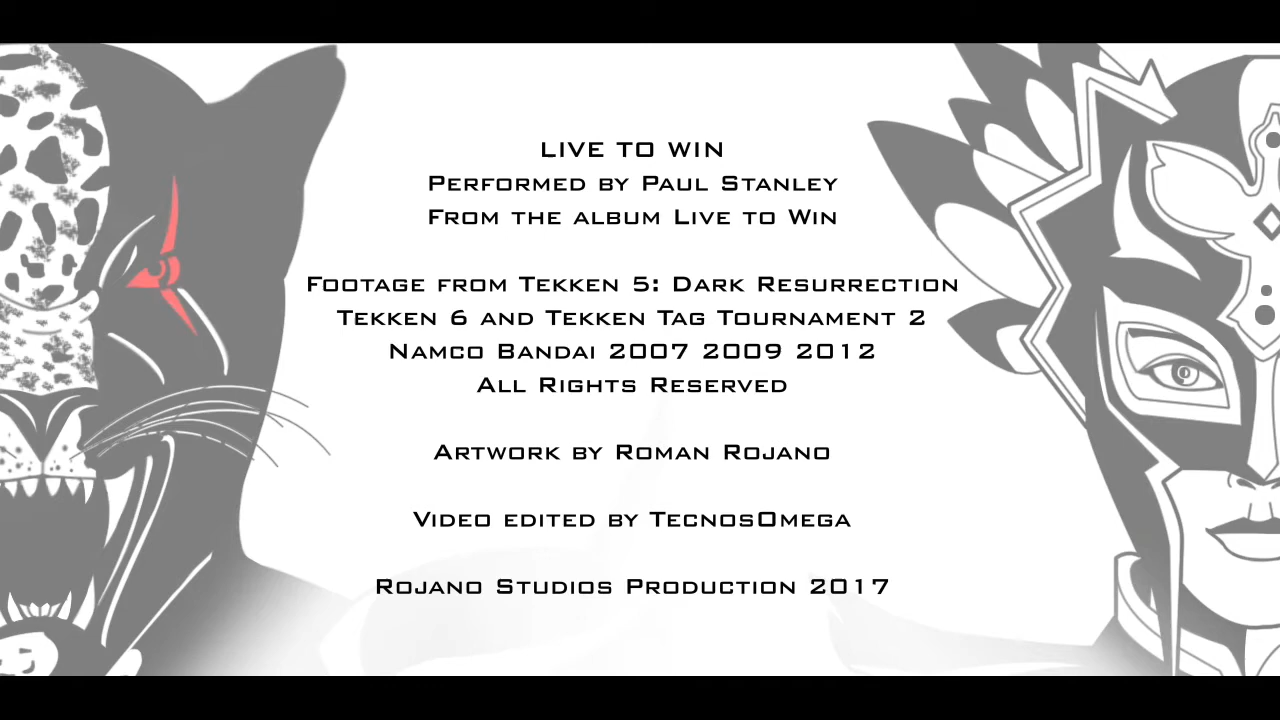 LIVE TO WIN
PERFORMED BY PAUL STANLEY
FROM THE ALBUM LIVE TO WIN
FOOTAGE FROM TEKKEN 5: DARK RESURRECTION
TEKKEN 6 AND TEKKEN TAG TOURNAMENT 2
NAMCO BANDAI 2007 2009 2012
ALL RIGHTS RESERVED
ARTWORK BY ROMAN ROJANO
VIDEO EDITED BY TECNOSOMEGA
ROJANO STUDIOS PRODUCTION 2017